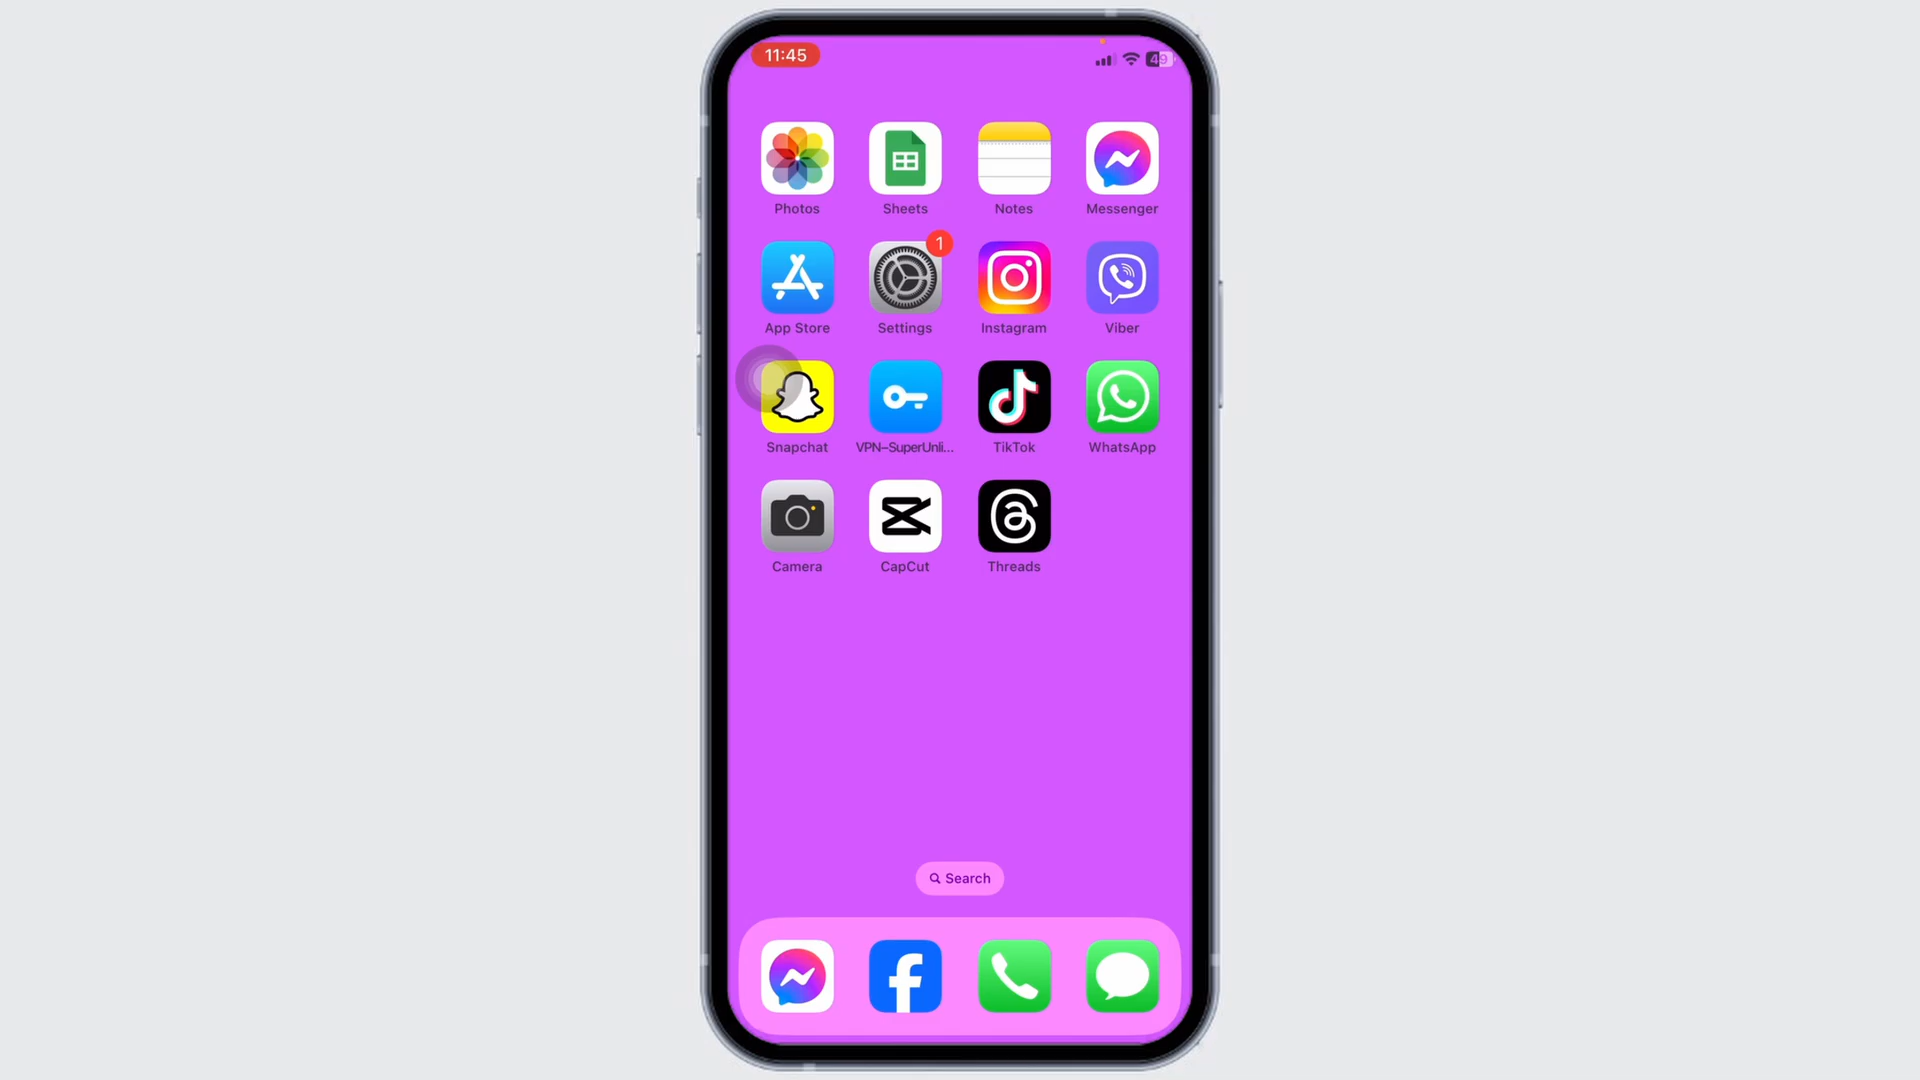 11:45
49
Photos
Sheets
Notes
Messenger
App Store
1
Settings
Instagram
Viber
Snapchat
VPN–SuperUnli...
TikTok
WhatsApp
Camera
CapCut
Threads
Search